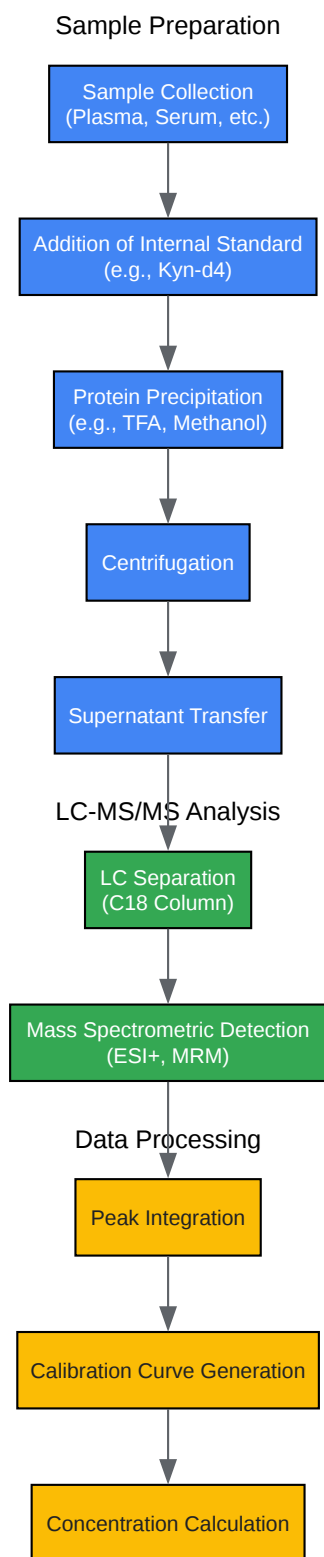 Sample Preparation
Sample Collection
(Plasma, Serum, etc.)
Addition of Internal Standard
(e.g., Kyn-d4)
Protein Precipitation
(e.g., TFA, Methanol)
Centrifugation
Supernatant Transfer
LC-MS/MS Analysis
LC Separation
(C18 Column)
Mass Spectrometric Detection
(ESI+, MRM)
Data Processing
Peak Integration
Calibration Curve Generation
Concentration Calculation